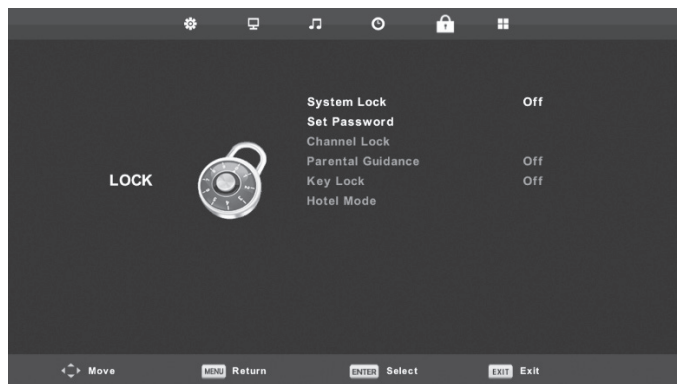 System Lock Off
Set Password
Channel Lock
Parental Guidance Off
LOCK
Key Lock Off
Hotel Mode
Move MENU Return ENTER Select EXIT Exit